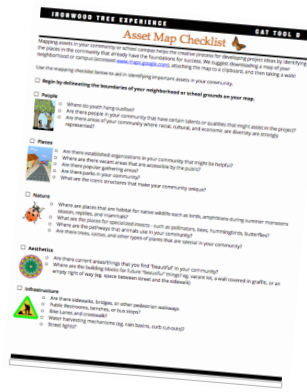 IRONWOOD TREE EXPERIENCE
CAT TOOL D
Asset Map Checklist
Mapping assets in your community or school campus helps the creative process for developing project ideas by identifying
the places in the community that already have the foundations for success. We suggest downloading a map of your
neighborhood or campus (accessed www.maps.google.com), attaching the map to a clipboard, and then taking a walk!
Use the mapping checklist below to aid in identifying important assets in your community.
Begin by delineating the boundaries of your neighborhood or school grounds on your map.
People
Where do youth hang-out/loaf?
Are there people in your community that have certain talents or qualities that might assist in the project?
Are there areas of your community where racial, cultural, and economic are diversity are strongly
represented?
Places
Are there established organizations in your community that might be helpful?
Where are there vacant areas that are accessible by the public?
Are there popular gathering areas?
Are there parks in your community?
What are the iconic structures that make your community unique?
Nature
Where are places that are habitat for native wildlife such as birds, amphibians during summer monsoons
season, reptiles, and mammals?
What are the places for specialized insects - such as pollinators, bees, hummingbirds, butterflies?
Where are the pathways that animals use in your community?
Are there trees, cactus, and other types of plants that are special in your community?
Aesthetics
Are there current areas/things that you find "beautiful" in your community?
Where are the building blocks for future "beautiful" things? eg. vacant lot, a wall covered in graffiti, or an
empty right of way (eg. space between street and the sidewalk)
Infrastructure
Are there sidewalks, bridges, or other pedestrian walkways
Public Restrooms, benches, or bus stops?
Bike Lanes and crosswalks?
Water harvesting mechanisms (eg. rain basins, curb cut-outs)?
Street lights?